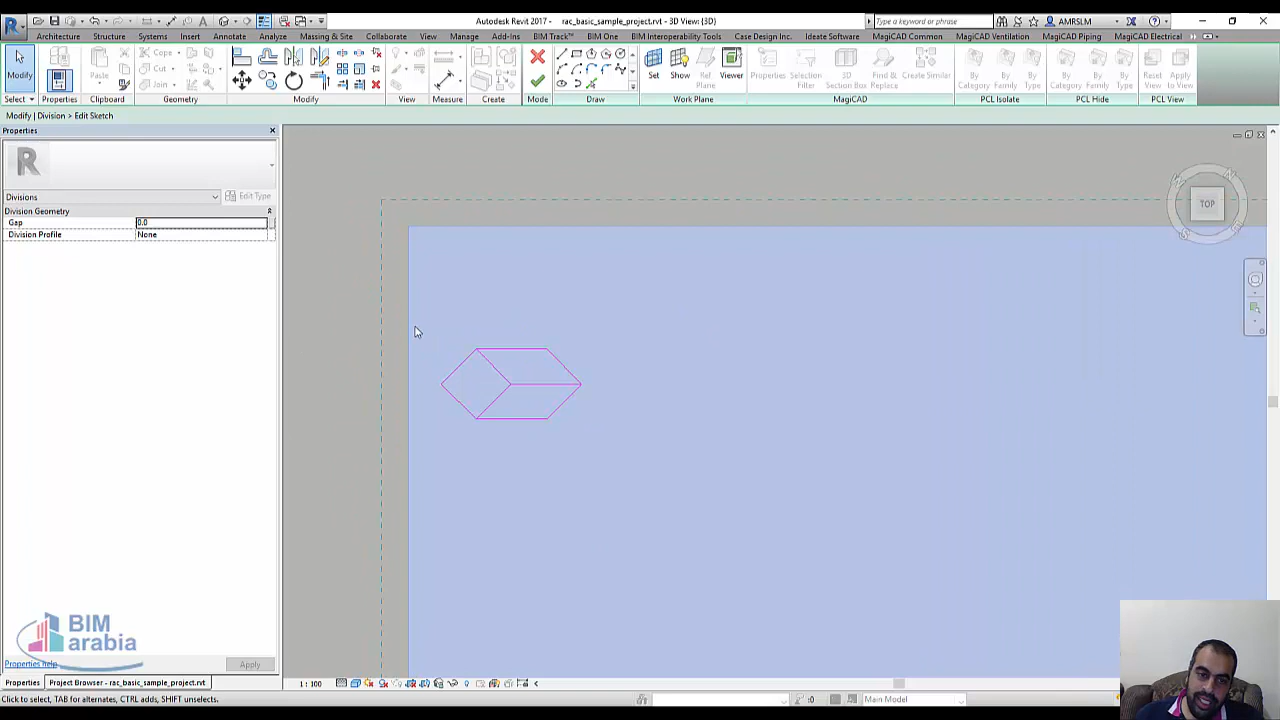 Autodesk Revit 2017 - rac_basic_sample_project.rvt - 3D View: {3D}
Type a keyword or phrase
AMRSLM
Architecture Structure Systems Insert Annotate Analyze Massing & Site Collaborate View Manage Add-Ins BIM Track™ BIM One BIM Interoperability Tools Case Design Inc. Ideate Software MagiCAD Common MagiCAD Ventilation MagiCAD Piping MagiCAD Electrical
Modify
Paste
Cope
Cut
Join
Set Show Ref Plane Viewer
Properties Selection Filter 3D Section Box Find & Replace Create Similar
By Category By Family By Type
By Category By Family By Type
Reset View Apply to View
Select Properties Clipboard Geometry Modify View Measure Create Mode Draw Work Plane MagiCAD PCL Isolate PCL Hide PCL View
Modify | Division > Edit Sketch
Properties
R
Divisions
Edit Type
Division Geometry
Gap 0.0
Division Profile None
TOP
N
W
S
E
BIM
arabia
Properties help
Apply
Properties
Project Browser - rac_basic_sample_project.rvt
1 : 100
Click to select, TAB for alternates, CTRL adds, SHIFT unselects.
:0
Main Model